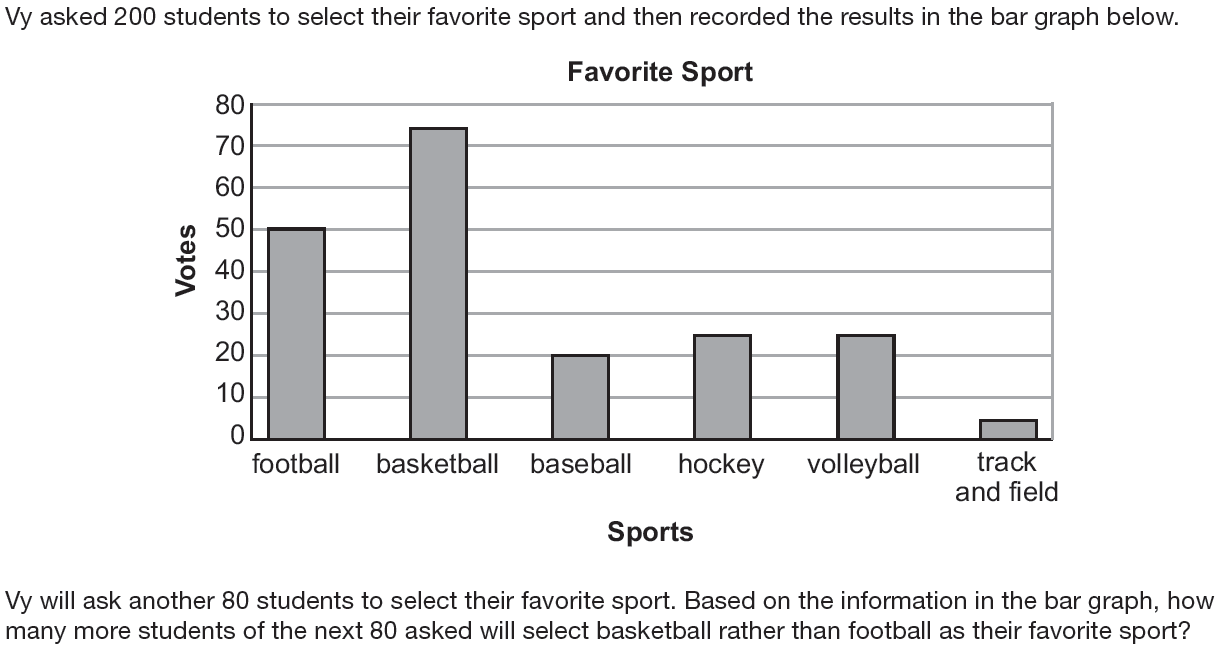 Vy asked 200 students to select their favorite sport and then recorded the results in the bar graph below.
Favorite Sport
80
70
60
50
40
30
20
10
0
Votes
football basketball baseball hockey volleyball track
and field
Sports
Vy will ask another 80 students to select their favorite sport. Based on the information in the bar graph, how
many more students of the next 80 asked will select basketball rather than football as their favorite sport?